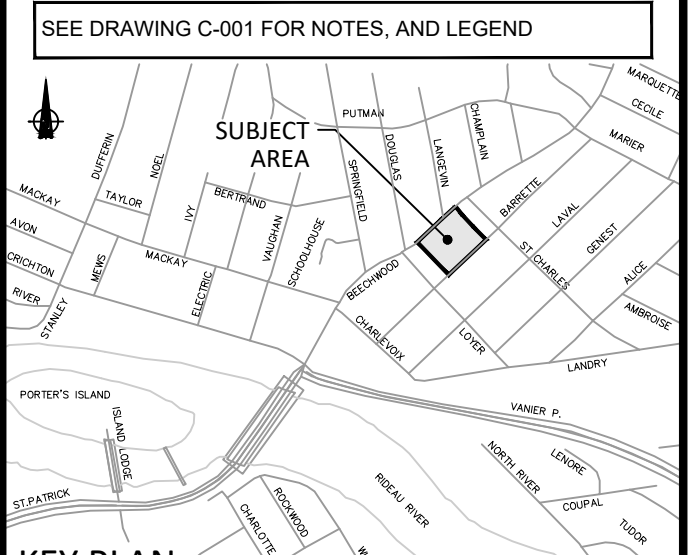 SEE DRAWING C-001 FOR NOTES, AND LEGEND
SUBJECT
AREA
PUTMAN
MARQUETTE
CECILE
MARIER
DUFFERIN
NOEL
DOUGLAS
LANGEVIN
CHAMPLAIN
SPRINGFIELD
MACKAY
TAYLOR
IVY
BERTRAND
VAUGHAN
SCHOOLHOUSE
BARRETTE
LAVAL
GENEST
AVON
CRICHTON
RIVER
STANLEY
MEWS
MACKAY
ELECTRIC
BEECHWOOD
ST.CHARLES
ALICE
AMBROISE
CHARLEVOIX
LOYER
LANDRY
PORTER'S ISLAND
ISLAND LODGE
VANIER P.
ST.PATRICK
RIDEAU RIVER
NORTH RIVER
LENORE
COUPAL
TUDOR
ROCKWOOD
CHARLOTTE
KEY PLAN